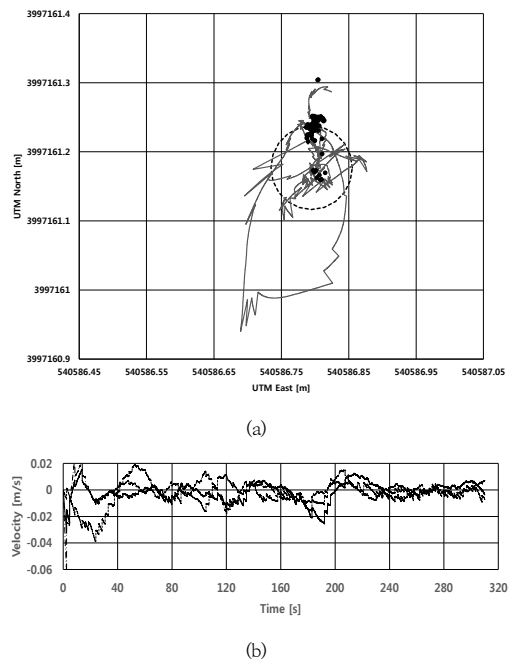 3997161.4
3997161.3
3997161.2
3997161.1
3997161
3997160.9
UTM North [m]
540586.45 540586.55 540586.65 540586.75 540586.85 540586.95 540587.05
UTM East [m]
(a)
0.02
0
-0.02
-0.04
-0.06
Velocity [m/s]
0 40 80 120 160 200 240 280 320
Time [s]
(b)